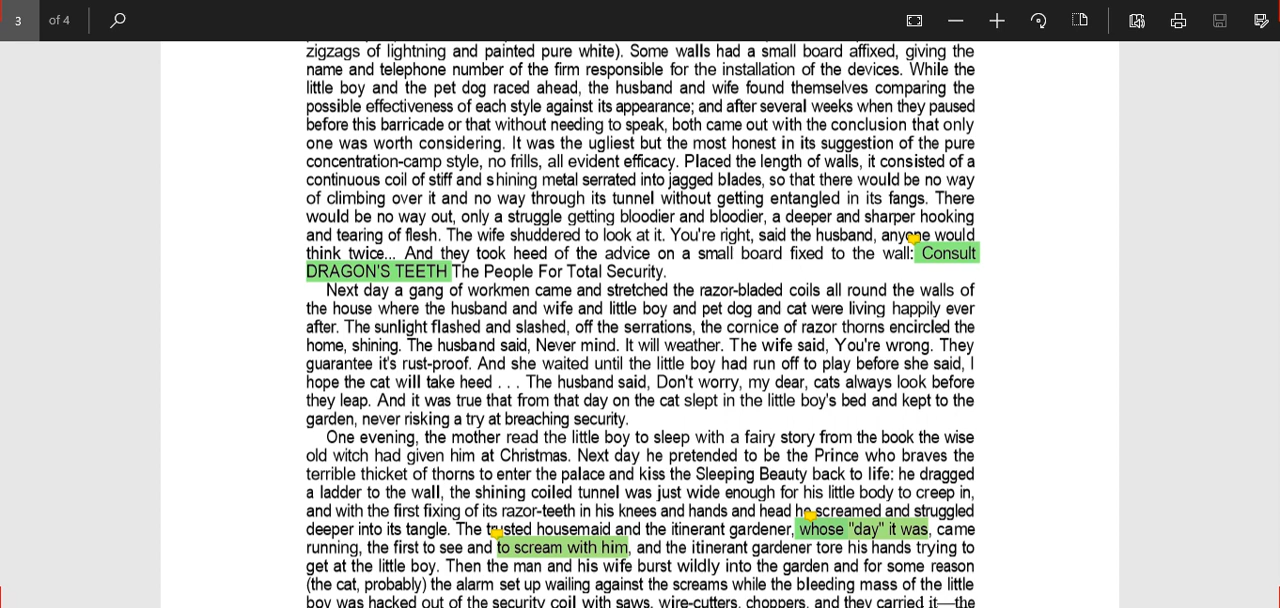 3 of 4
zigzags of lightning and painted pure white). Some walls had a small board affixed, giving the
name and telephone number of the firm responsible for the installation of the devices. While the
little boy and the pet dog raced ahead, the husband and wife found themselves comparing the
possible effectiveness of each style against its appearance; and after several weeks when they paused
before this barricade or that without needing to speak, both came out with the conclusion that only
one was worth considering. It was the ugliest but the most honest in its suggestion of the pure
concentration-camp style, no frills, all evident efficacy. Placed the length of walls, it consisted of a
continuous coil of stiff and shining metal serrated into jagged blades, so that there would be no way
of climbing over it and no way through its tunnel without getting entangled in its fangs. There
would be no way out, only a struggle getting bloodier and bloodier, a deeper and sharper hooking
and tearing of flesh. The wife shuddered to look at it. You're right, said the husband, anyone would
think twice... And they took heed of the advice on a small board fixed to the wall: Consult
DRAGON'S TEETH The People For Total Security.
Next day a gang of workmen came and stretched the razor-bladed coils all round the walls of
the house where the husband and wife and little boy and pet dog and cat were living happily ever
after. The sunlight flashed and slashed, off the serrations, the cornice of razor thorns encircled the
home, shining. The husband said, Never mind. It will weather. The wife said, You're wrong. They
guarantee it's rust-proof. And she waited until the little boy had run off to play before she said, I
hope the cat will take heed . . . The husband said, Don't worry, my dear, cats always look before
they leap. And it was true that from that day on the cat slept in the little boy's bed and kept to the
garden, never risking a try at breaching security.
One evening, the mother read the little boy to sleep with a fairy story from the book the wise
old witch had given him at Christmas. Next day he pretended to be the Prince who braves the
terrible thicket of thorns to enter the palace and kiss the Sleeping Beauty back to life: he dragged
a ladder to the wall, the shining coiled tunnel was just wide enough for his little body to creep in,
and with the first fixing of its razor-teeth in his knees and hands and head he screamed and struggled
deeper into its tangle. The trusted housemaid and the itinerant gardener, whose "day" it was, came
running, the first to see and to scream with him, and the itinerant gardener tore his hands trying to
get at the little boy. Then the man and his wife burst wildly into the garden and for some reason
(the cat, probably) the alarm set up wailing against the screams while the bleeding mass of the little
boy was hacked out of the security coil with saws, wire-cutters, choppers, and they carried it—the